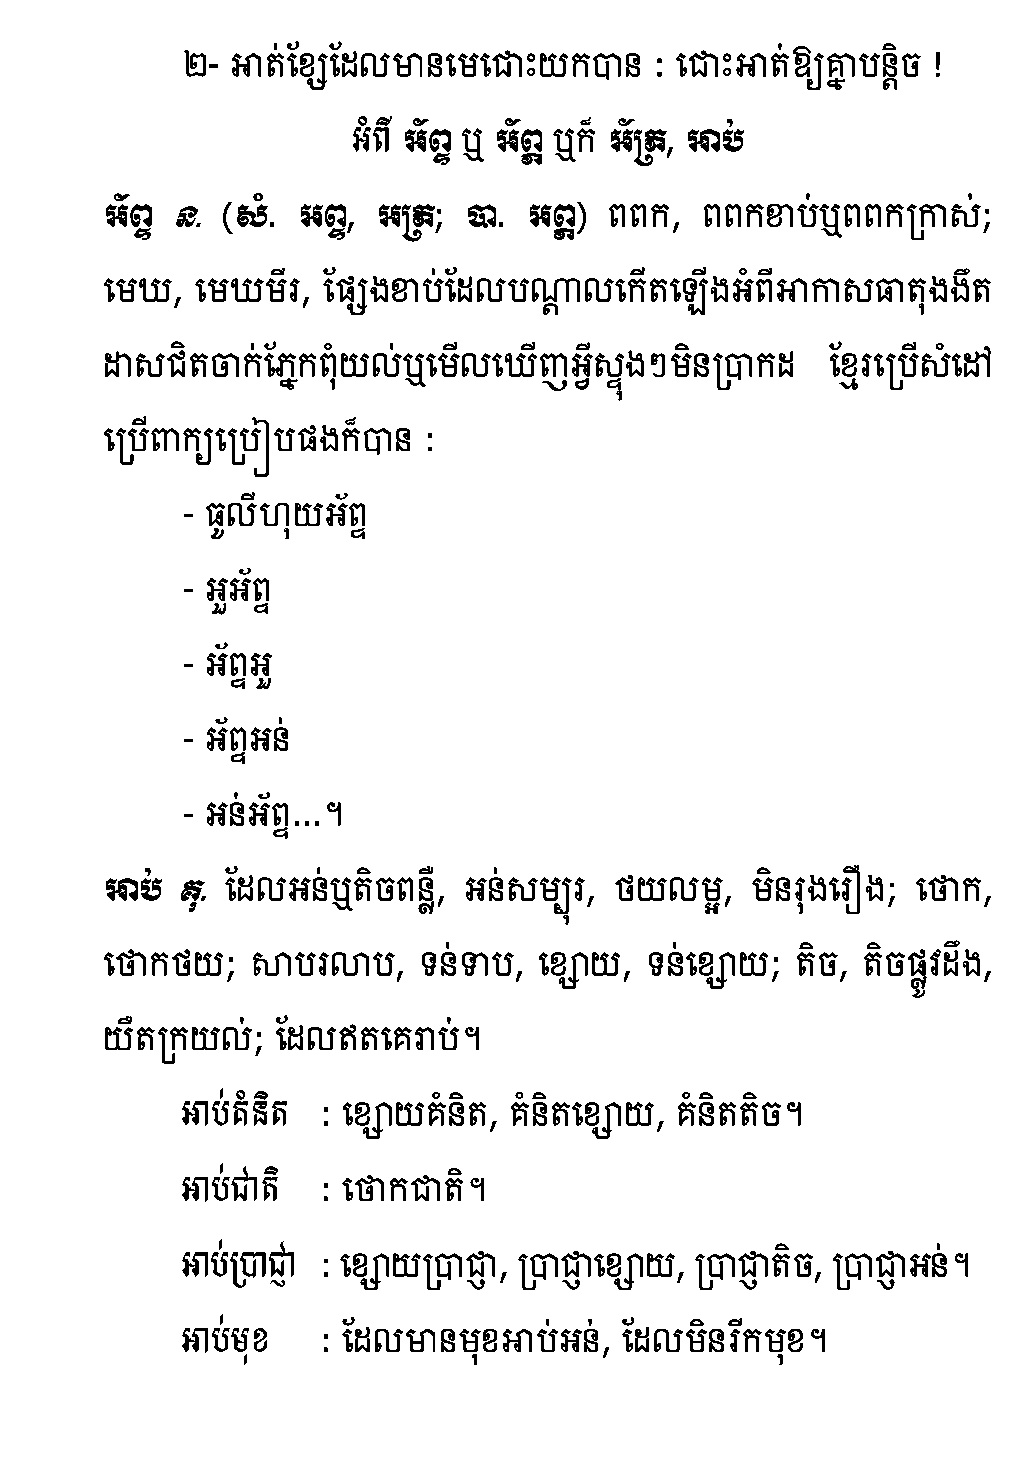 ២- អាត់ខ្សែដែលមានមេជោះយកបាន : ជោះអាត់ឱ្យគ្នាបន្តិច !
អំពី អ័ព្ទ ឬ អ័ព្ភ ឬក៏ អ័ភ្រ, អាប់
អ័ព្ទ ន. (សំ. អព្ទ, អភ្រ; បា. អព្ភ) ពពក, ពពកខាប់ឬពពកក្រាស់;
មេឃ, មេឃមីរ, ផ្សែងខាប់ដែលបណ្ដាលកើតឡើងអំពីអាកាសធាតុងងឹត
ដាសជិតចាក់ភ្នែកពុំយល់ឬមើលឃើញអ្វីស្ទុងៗមិនប្រាកដ ខ្មែរប្រើសំដៅ
ប្រើពាក្យប្រៀបផងក៏បាន :
- ធូលីហុយអ័ព្ទ
- អួអ័ព្ទ
- អ័ព្ទអួ
- អ័ព្ទអន់
- អន់អ័ព្ទ...។
អាប់ គុ. ដែលអន់ឬតិចពន្លឺ, អន់សម្បុរ, ថយលម្អ, មិនរុងរឿង; ថោក,
ថោកថយ; សាបរលាប, ទន់ទាប, ខ្សោយ, ទន់ខ្សោយ; តិច, តិចផ្លូវដឹង,
យឺតក្រយល់; ដែលឥតគេរាប់។
អាប់គំនិត : ខ្សោយគំនិត, គំនិតខ្សោយ, គំនិតតិច។
អាប់ជាតិ : ថោកជាតិ។
អាប់ប្រាជ្ញា : ខ្សោយប្រាជ្ញា, ប្រាជ្ញាខ្សោយ, ប្រាជ្ញាតិច, ប្រាជ្ញាអន់។
អាប់មុខ : ដែលមានមុខអាប់អន់, ដែលមិនរីកមុខ។